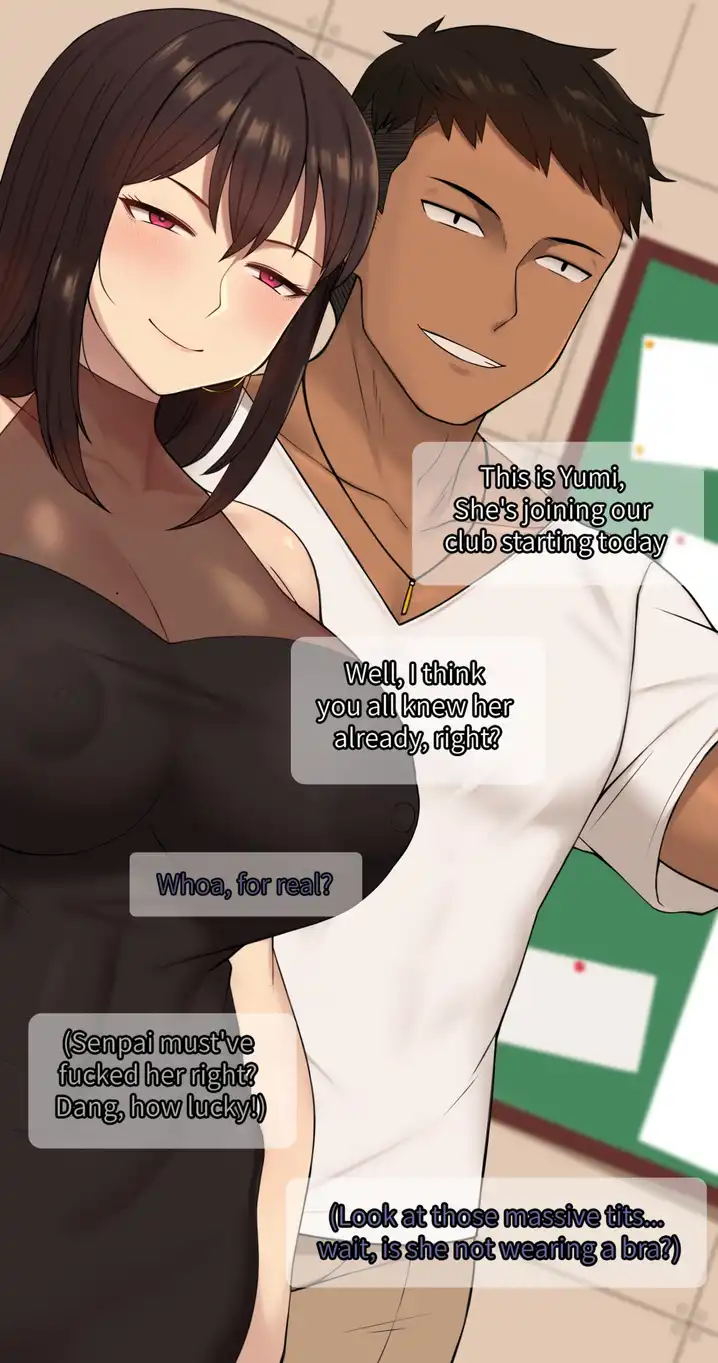 This is Yumi,
She's joining our
club starting today
Well, I think
you all knew her
already, right?
Whoa, for real?
(Senpai must've
fucked her right?
Dang, how lucky!)
(Look at those massive tits...
wait, is she not wearing a bra?)